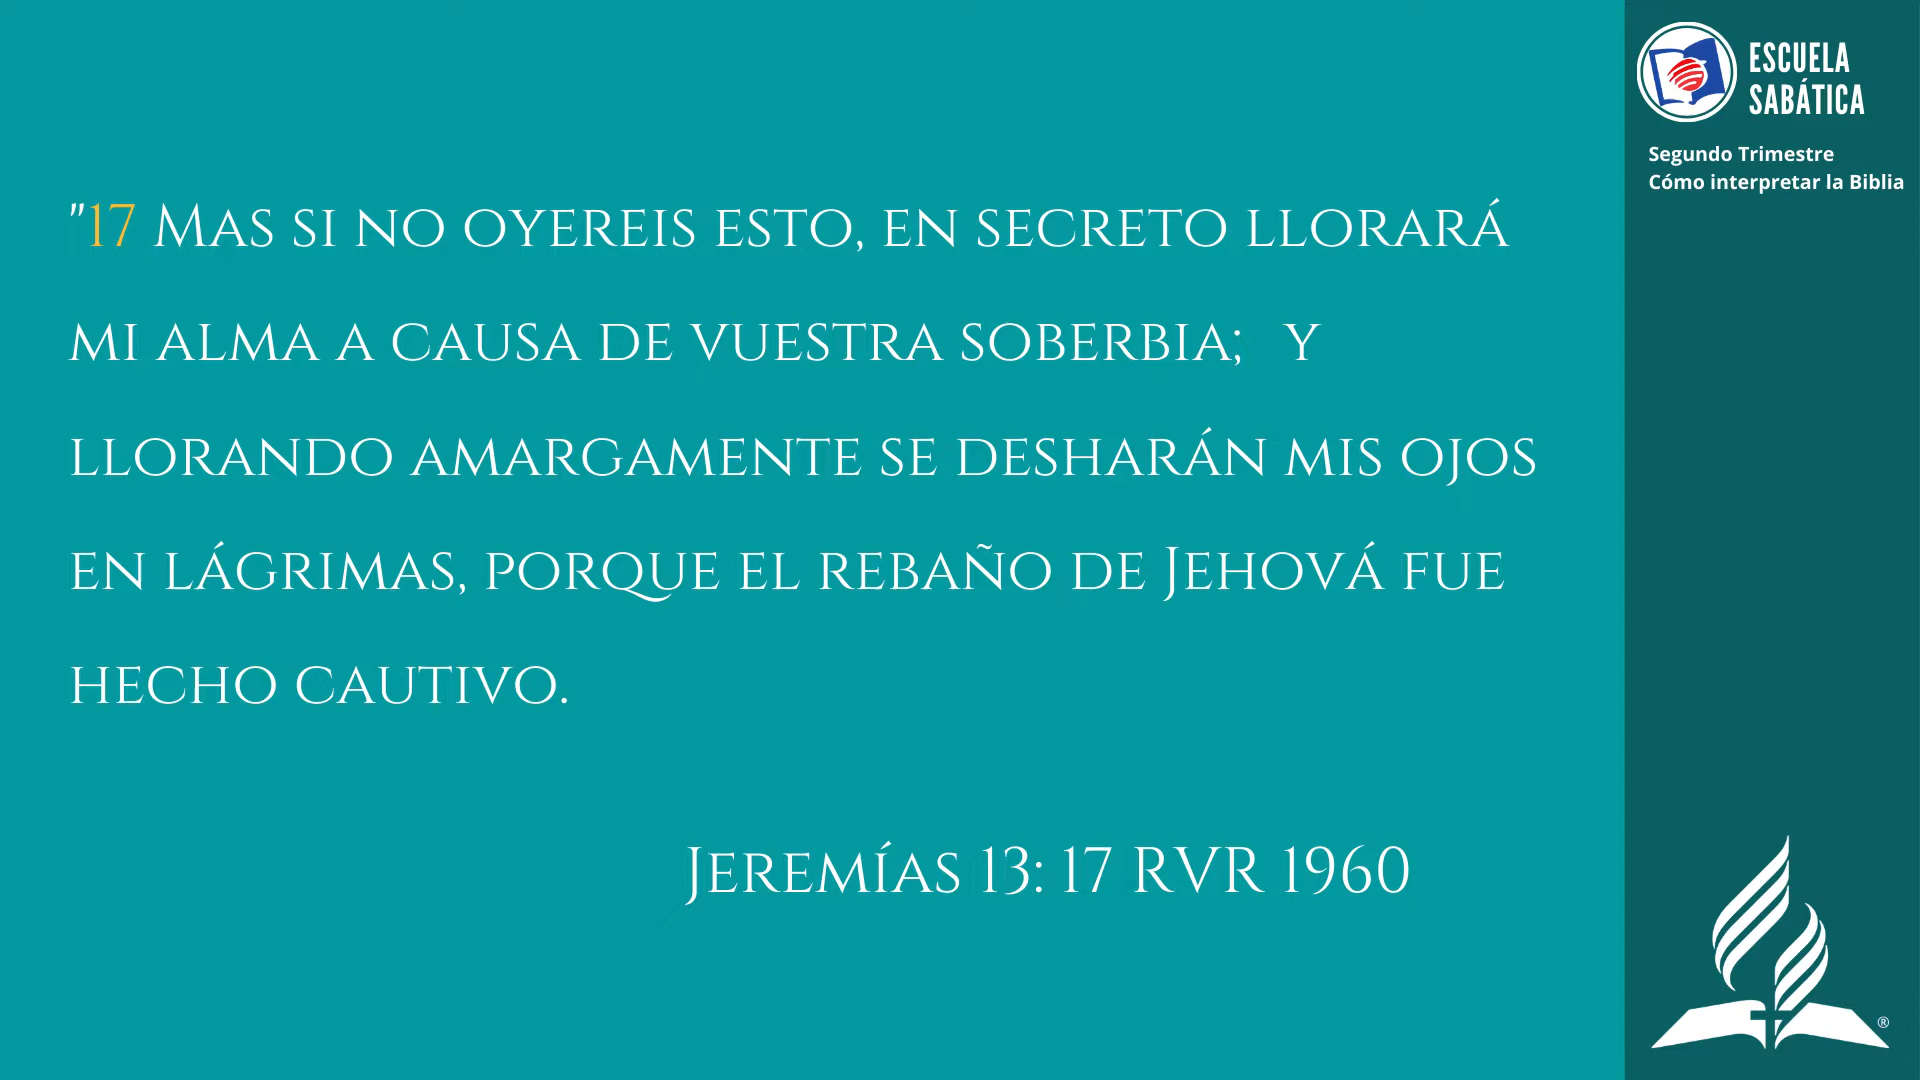 "17 Mas si no oyereis esto, en secreto llorará
mi alma a causa de vuestra soberbia; y
llorando amargamente se desharán mis ojos
en lágrimas, porque el rebaño de Jehová fue
hecho cautivo.
Jeremías 13: 17 RVR 1960
ESCUELA
SABÁTICA
Segundo Trimestre
Cómo interpretar la Biblia
®